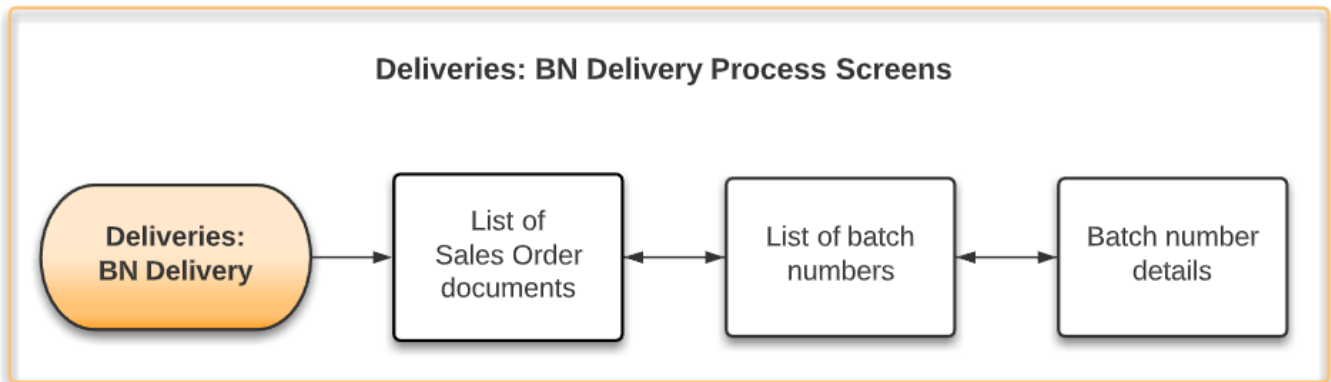 Deliveries: BN Delivery Process Screens
Deliveries:
BN Delivery
List of
Sales Order
documents
List of batch
numbers
Batch number
details